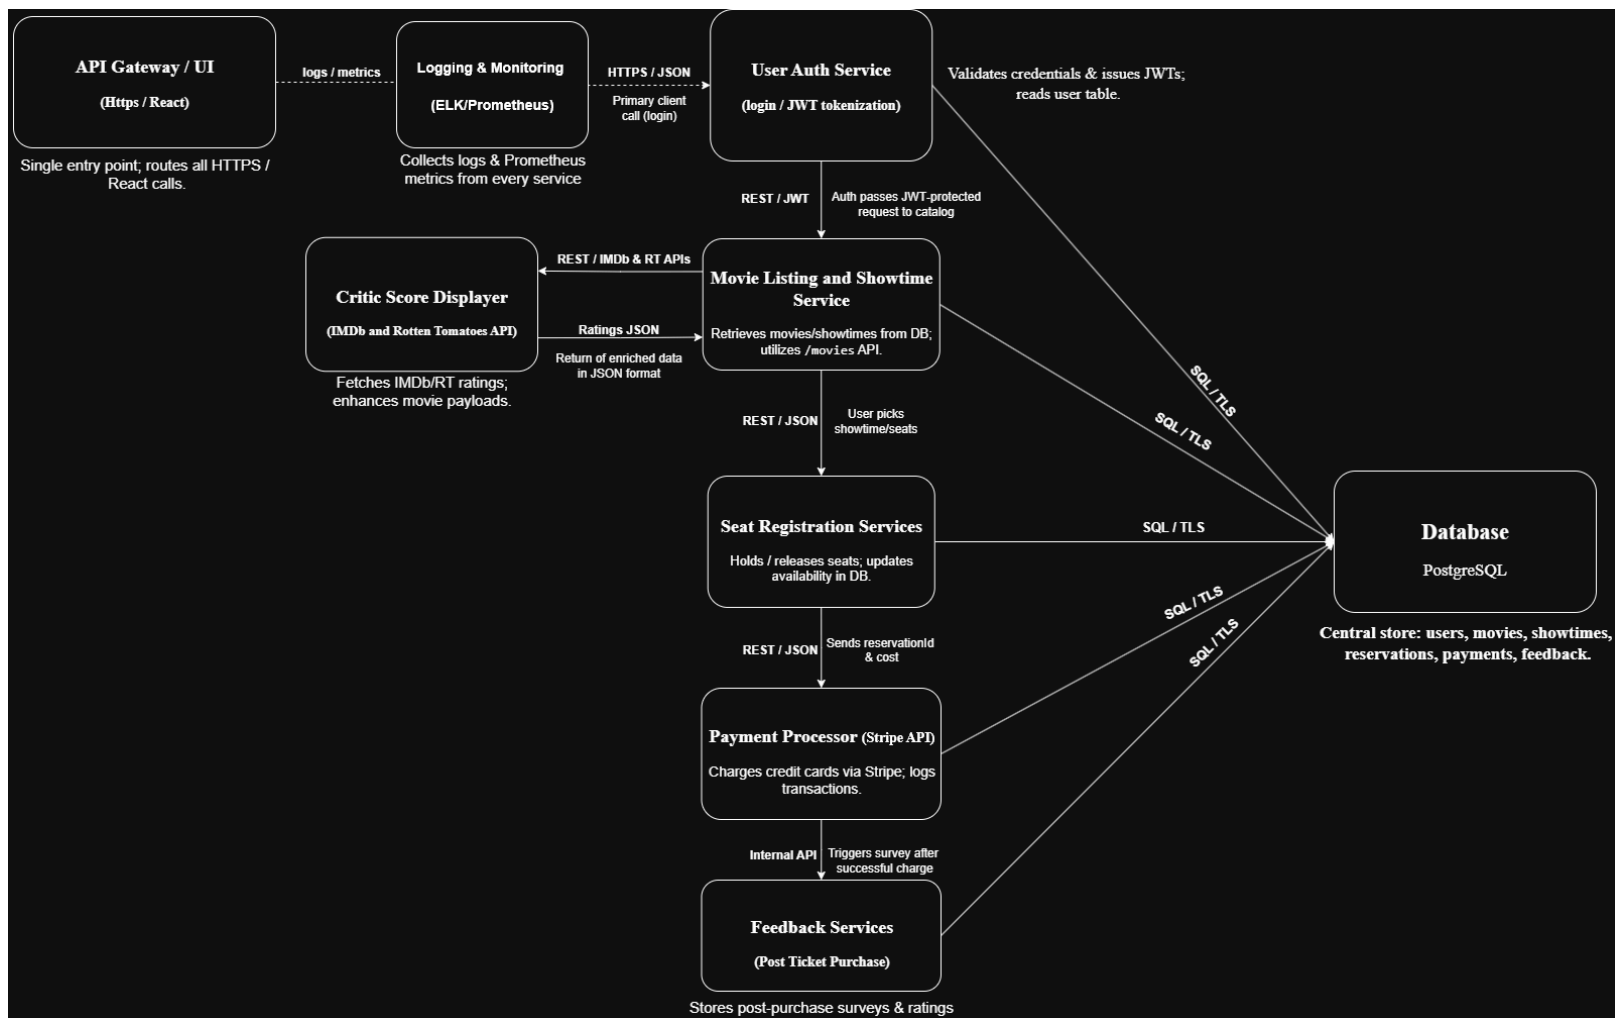 API Gateway / UI
(Https / React)
Single entry point; routes all HTTPS /
React calls.
logs / metrics
Logging & Monitoring
(ELK/Prometheus)
Collects logs & Prometheus
metrics from every service
HTTPS / JSON
Primary client
call (login)
User Auth Service
(login / JWT tokenization)
Validates credentials & issues JWTs;
reads user table.
REST / JWT
Auth passes JWT-protected
request to catalog
Critic Score Displayer
(IMDb and Rotten Tomatoes API)
Fetches IMDb/RT ratings;
enhances movie payloads.
REST / IMDb & RT APIs
Ratings JSON
Return of enriched data
in JSON format
Movie Listing and Showtime
Service
Retrieves movies/showtimes from DB;
utilizes /movies API.
REST / JSON
User picks
showtime/seats
Seat Registration Services
Holds / releases seats; updates
availability in DB.
REST / JSON
Sends reservationId
& cost
Payment Processor (Stripe API)
Charges credit cards via Stripe; logs
transactions.
Internal API
Triggers survey after
successful charge
Feedback Services
(Post Ticket Purchase)
Stores post-purchase surveys & ratings
SQL / TLS
SQL / TLS
SQL / TLS
SQL / TLS
SQL / TLS
Database
PostgreSQL
Central store: users, movies, showtimes,
reservations, payments, feedback.